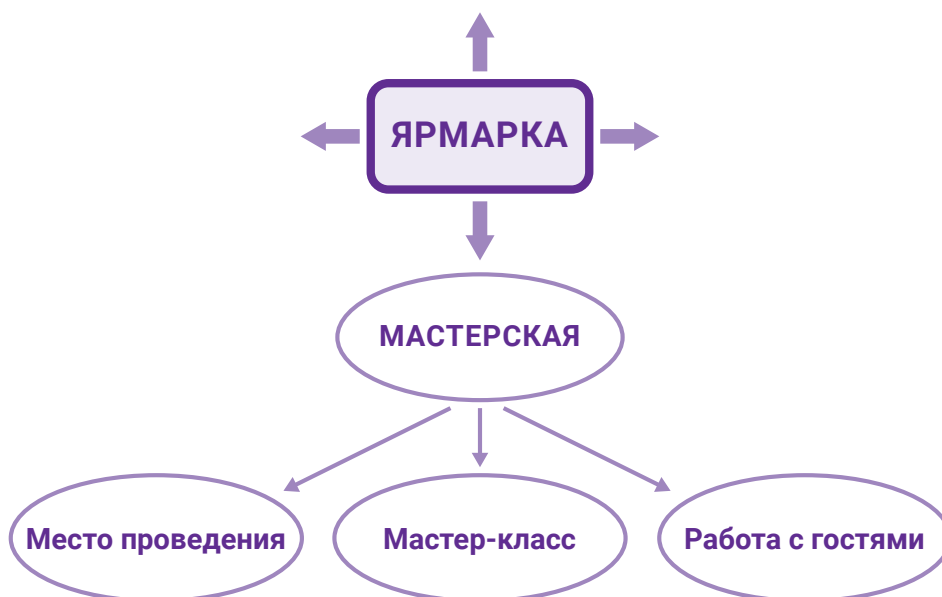 ЯРМАРКА
МАСТЕРСКАЯ
Место проведения
Мастер-класс
Работа с гостями